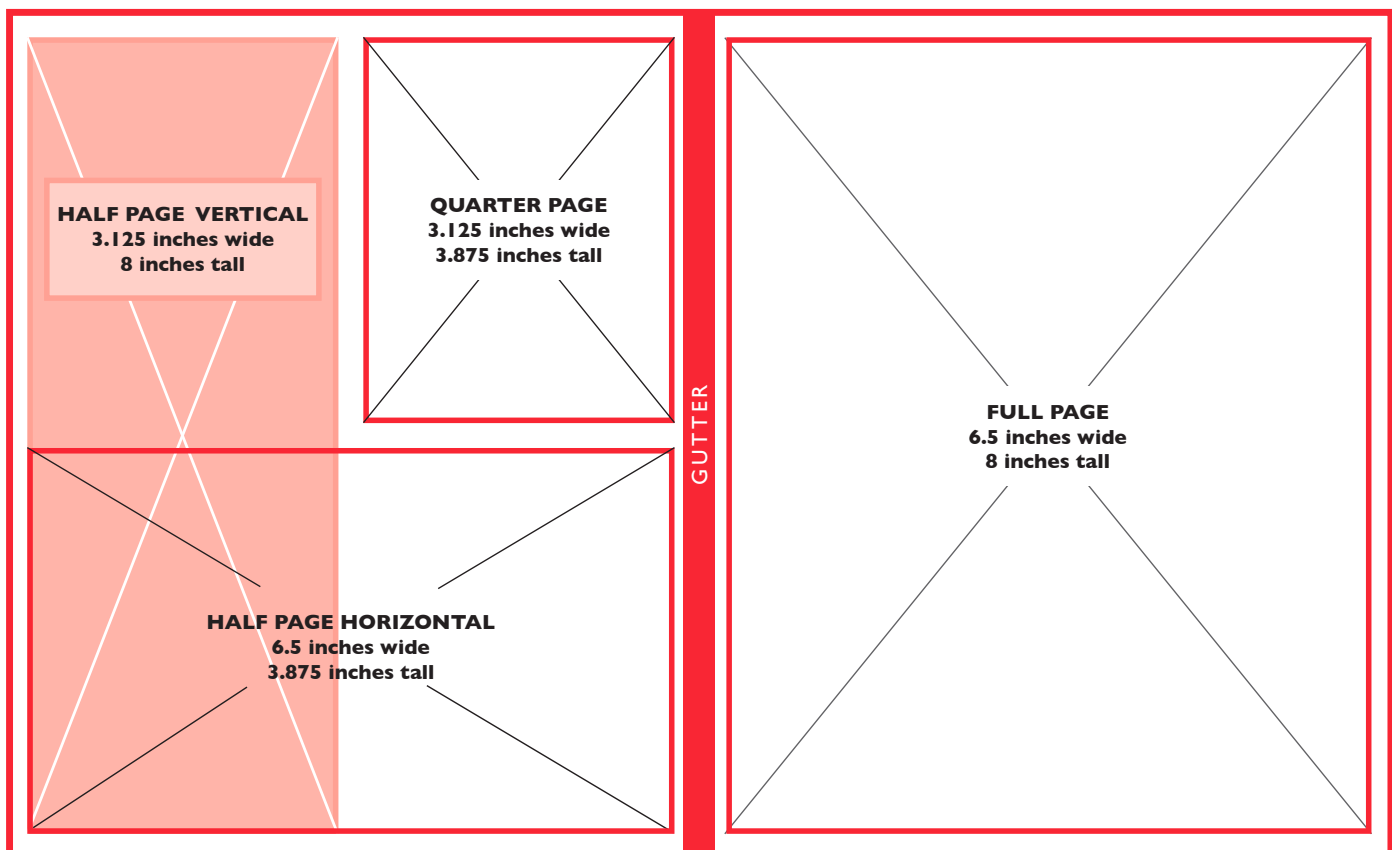 HALF PAGE VERTICAL
3.125 inches wide
8 inches tall
QUARTER PAGE
3.125 inches wide
3.875 inches tall
HALF PAGE HORIZONTAL
6.5 inches wide
3.875 inches tall
GUTTER
FULL PAGE
6.5 inches wide
8 inches tall